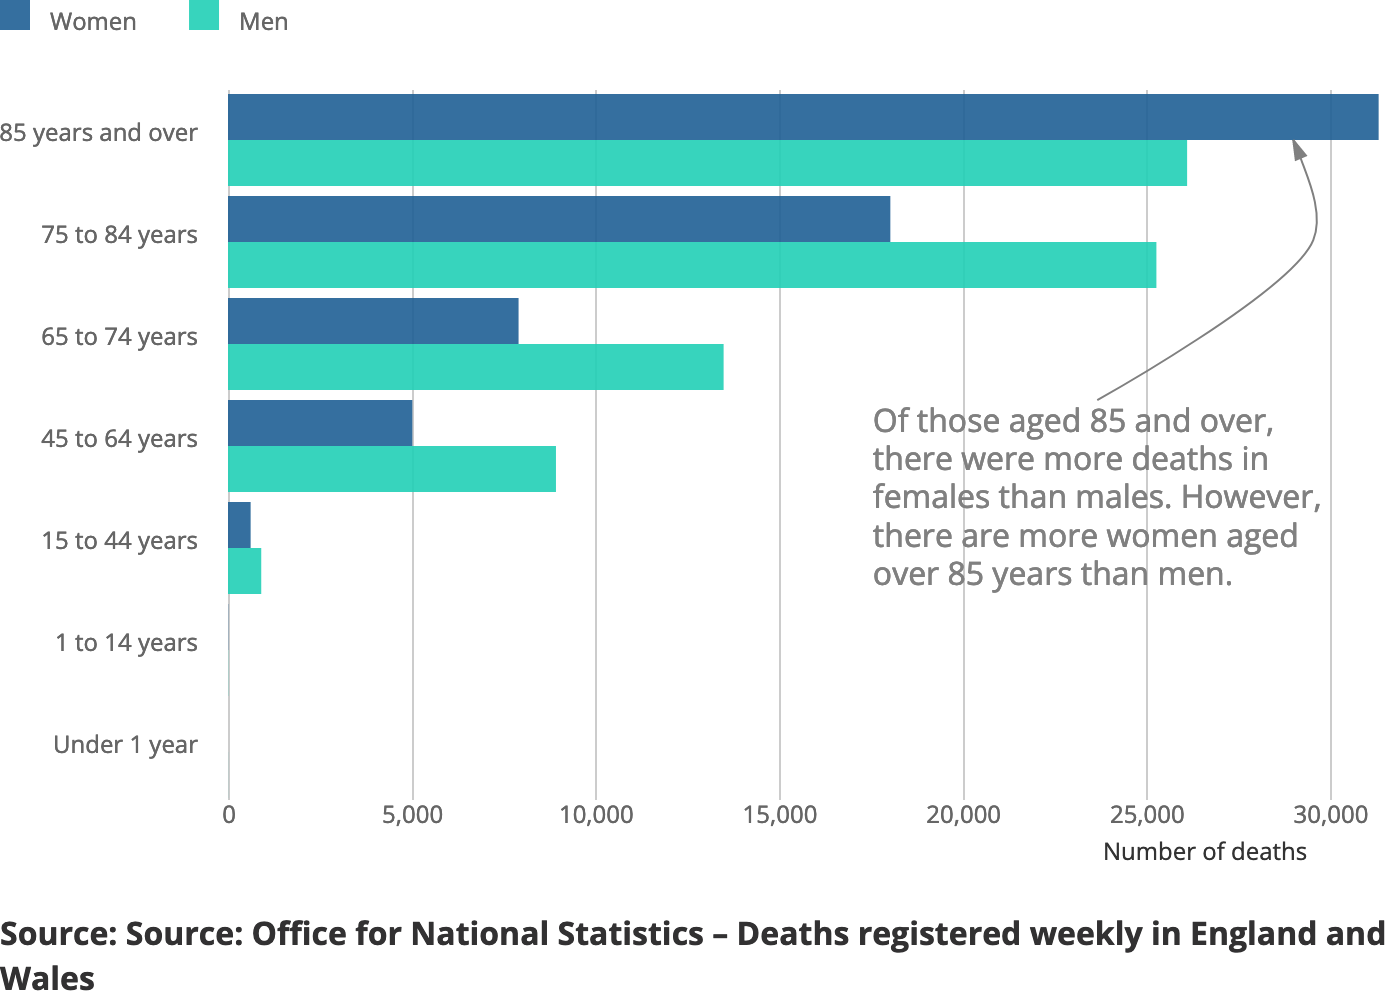 Women Men
85 years and over
75 to 84 years
65 to 74 years
45 to 64 years
15 to 44 years
1 to 14 years
Under 1 year
Of those aged 85 and over,
there were more deaths in
females than males. However,
there are more women aged
over 85 years than men.
0 5,000 10,000 15,000 20,000 25,000 30,000
Number of deaths
Source: Source: Office for National Statistics – Deaths registered weekly in England and
Wales